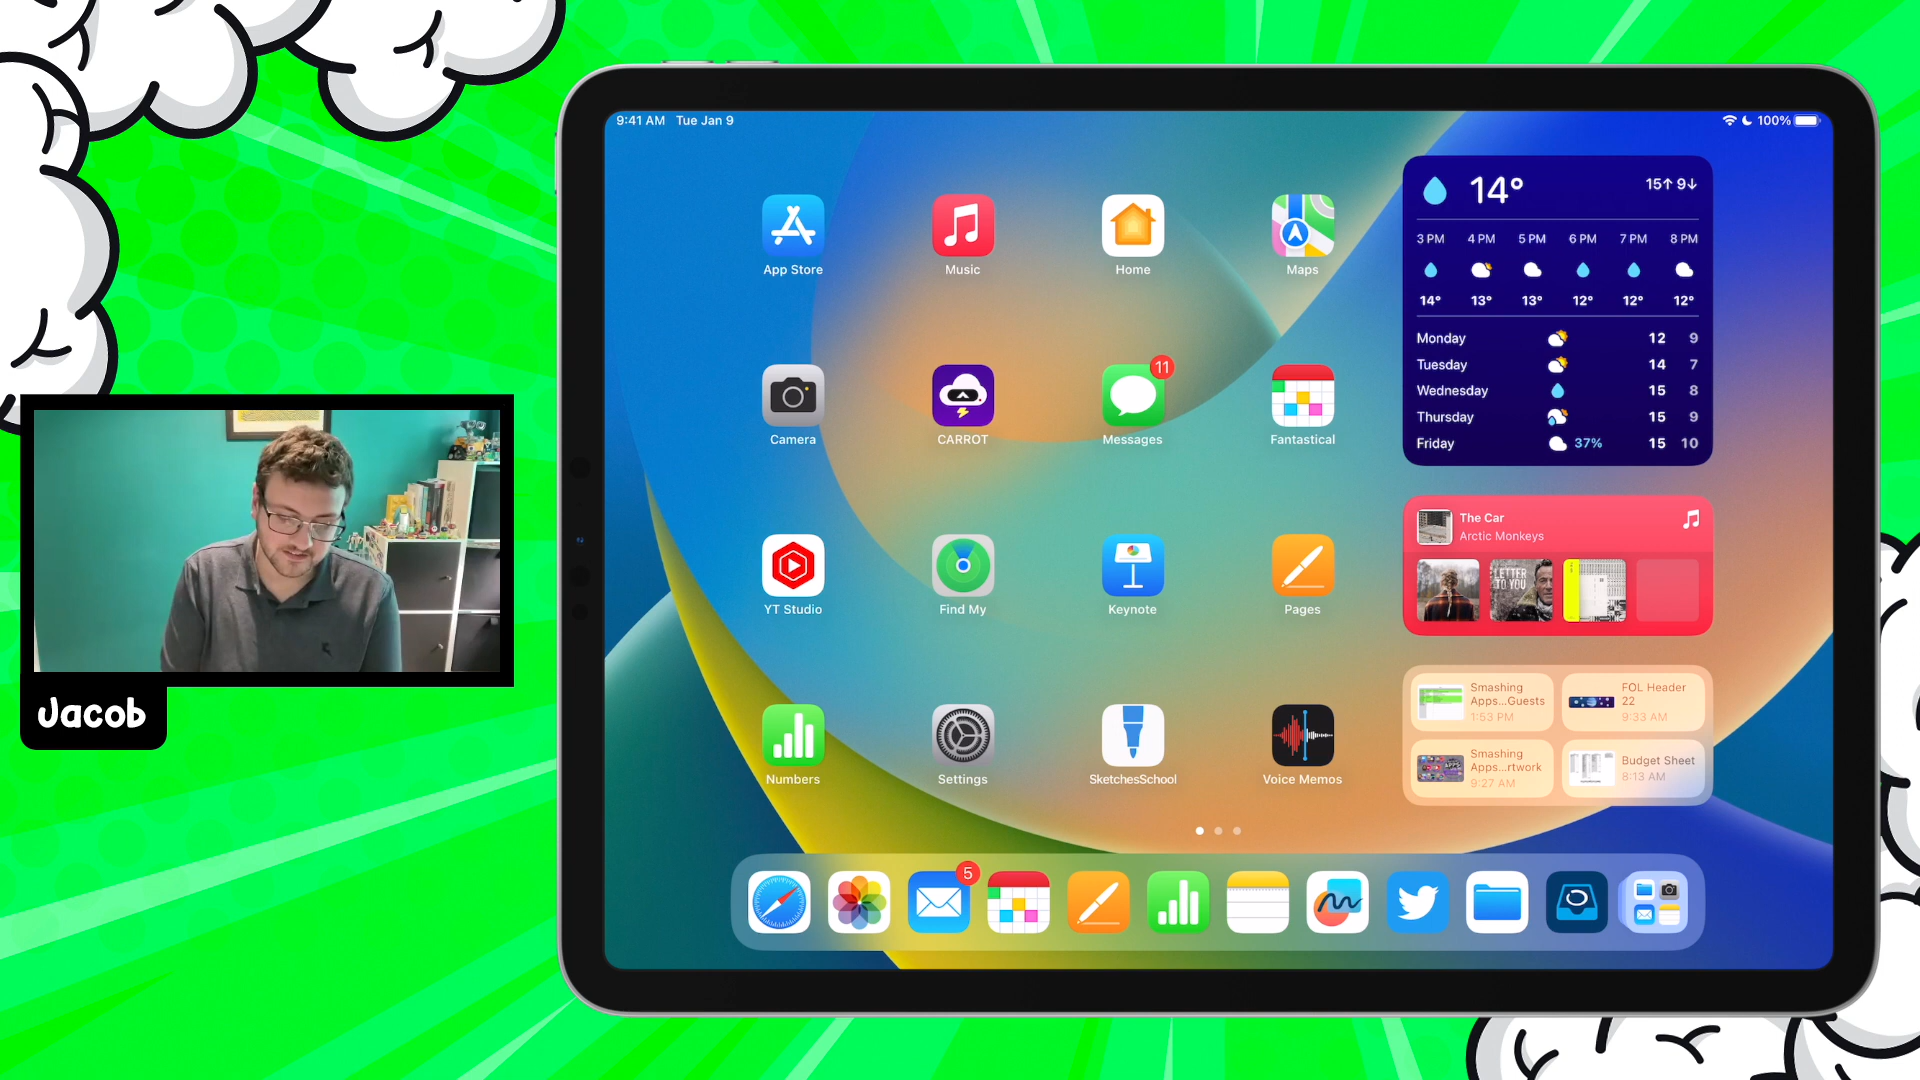 9:41 AM Tue Jan 9
100%
App Store
Music
Home
Maps
Camera
CARROT
11
Messages
Fantastical
YT Studio
Find My
Keynote
Pages
Numbers
Settings
SketchesSchool
Voice Memos
14° 15↑ 9↓
3 PM 4 PM 5 PM 6 PM 7 PM 8 PM
14° 13° 13° 12° 12° 12°
Monday 12 9
Tuesday 14 7
Wednesday 15 8
Thursday 15 9
Friday 37% 15 10
The Car
Arctic Monkeys
LETTER
TO YOU
Smashing
Apps...Guests
1:53 PM
FOL Header
22
9:33 AM
Smashing
Apps...rtwork
9:27 AM
Budget Sheet
8:13 AM
5
Jacob